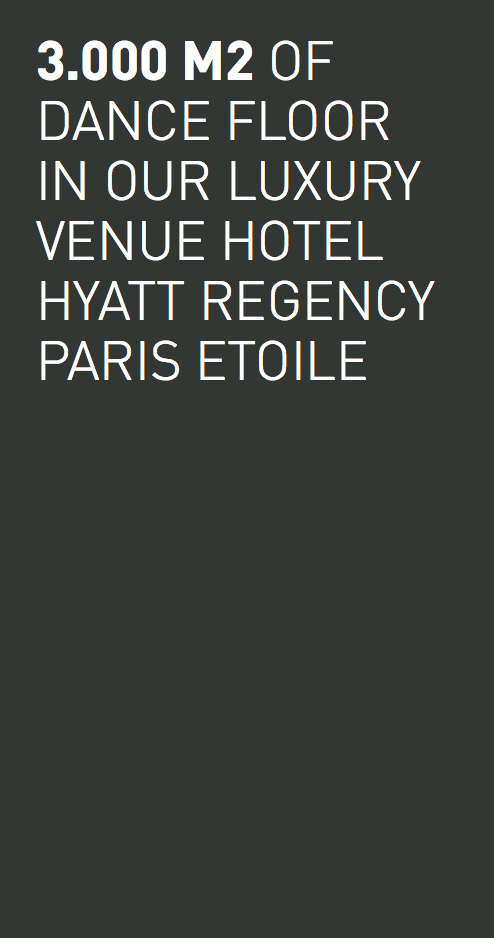 3.000 M2 OF
DANCE FLOOR
IN OUR LUXURY
VENUE HOTEL
HYATT REGENCY
PARIS ETOILE